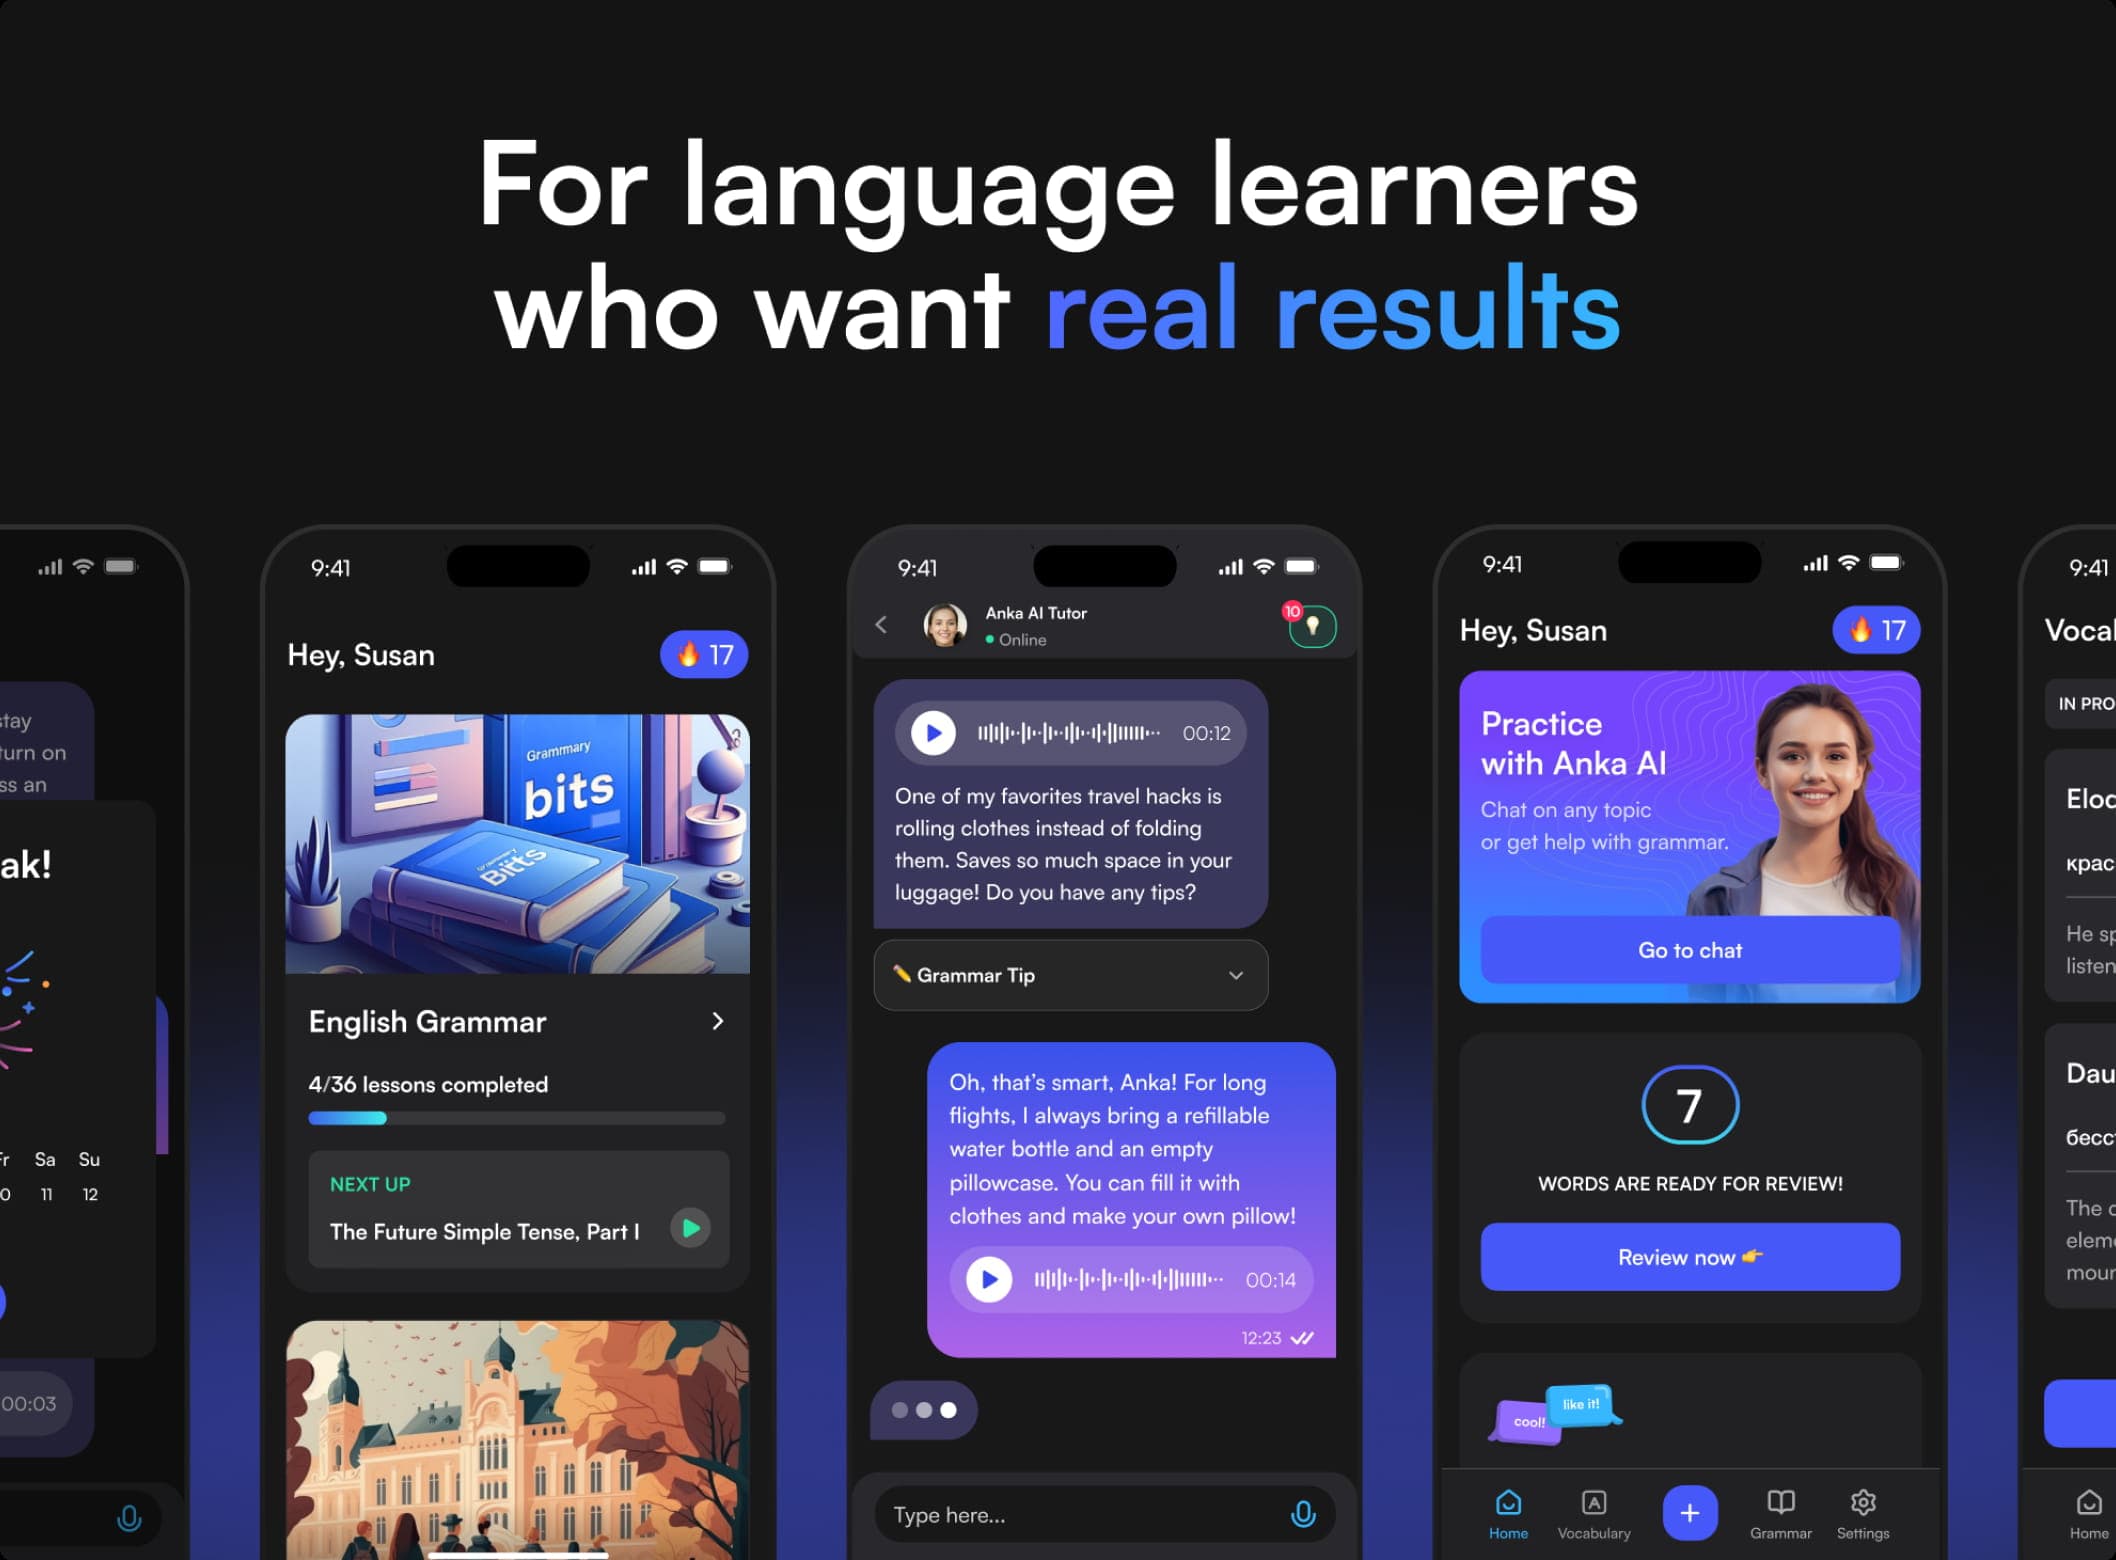 For language learners
who want real results
stay
turn on
ss an
ak!
Sa Su
11 12
00:03
9:41
Hey, Susan
🔥 17
Grammary
bits
Bits
English Grammar
4/36 lessons completed
NEXT UP
The Future Simple Tense, Part I
9:41
Anka AI Tutor
Online
10
00:12
One of my favorites travel hacks is
rolling clothes instead of folding
them. Saves so much space in your
luggage! Do you have any tips?
✏️ Grammar Tip
Oh, that’s smart, Anka! For long
flights, I always bring a refillable
water bottle and an empty
pillowcase. You can fill it with
clothes and make your own pillow!
00:14
12:23
Type here...
9:41
Hey, Susan
🔥 17
Practice
with Anka AI
Chat on any topic
or get help with grammar.
Go to chat
7
WORDS ARE READY FOR REVIEW!
Review now 👉
cool!
like it!
Home
A
Vocabulary
+
Grammar
Settings
9:41
Vocal
IN PRO
Eloq
крас
He sp
listen
Dau
бесст
The
eleme
mour
Home